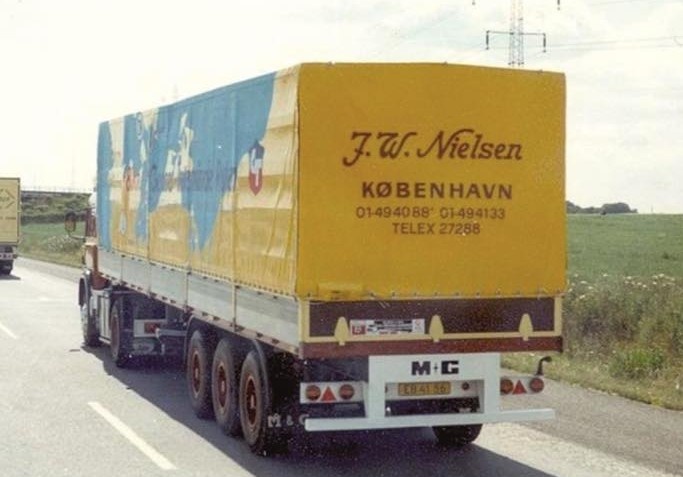 J. W. Nielsen
KØBENHAVN
01-494088* 01-494133
TELEX 27288
M+G
M & G